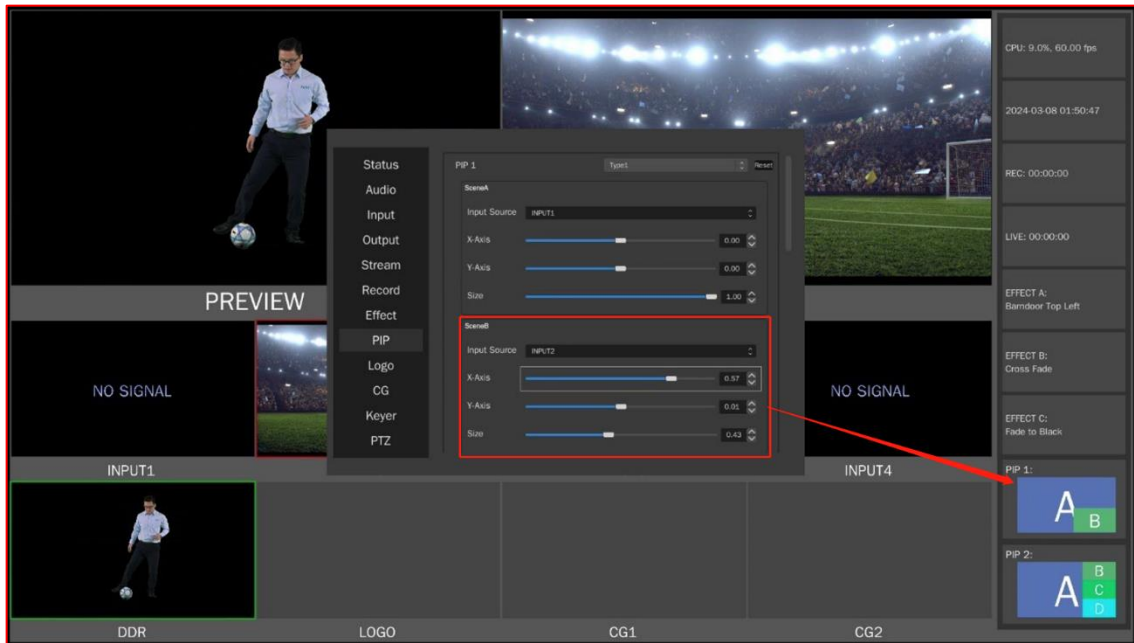 CPU: 9.0%, 60.00 fps
2024-03-08 01:50:47
REC: 00:00:00
LIVE: 00:00:00
EFFECT A:
Barndoor Top Left
EFFECT B:
Cross Fade
EFFECT C:
Fade to Black
PIP 1:
A
B
PIP 2:
A
B
C
D
Status
Audio
Input
Output
Stream
Record
Effect
PIP
Logo
CG
Keyer
PTZ
PIP 1 Type1 Reset
SceneA
Input Source INPUT1
X-Axis 0.00
Y-Axis 0.00
Size 1.00
SceneB
Input Source INPUT2
X-Axis 0.57
Y-Axis 0.01
Size 0.43
PREVIEW
NO SIGNAL
NO SIGNAL
INPUT1
INPUT4
DDR
LOGO
CG1
CG2